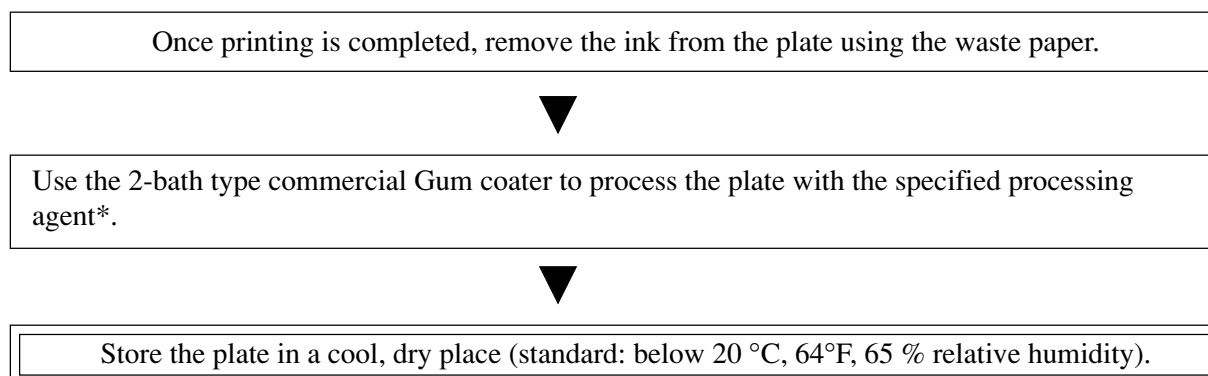 Once printing is completed, remove the ink from the plate using the waste paper.
Use the 2-bath type commercial Gum coater to process the plate with the specified processing
agent*.
Store the plate in a cool, dry place (standard: below 20 °C, 64°F, 65 % relative humidity).